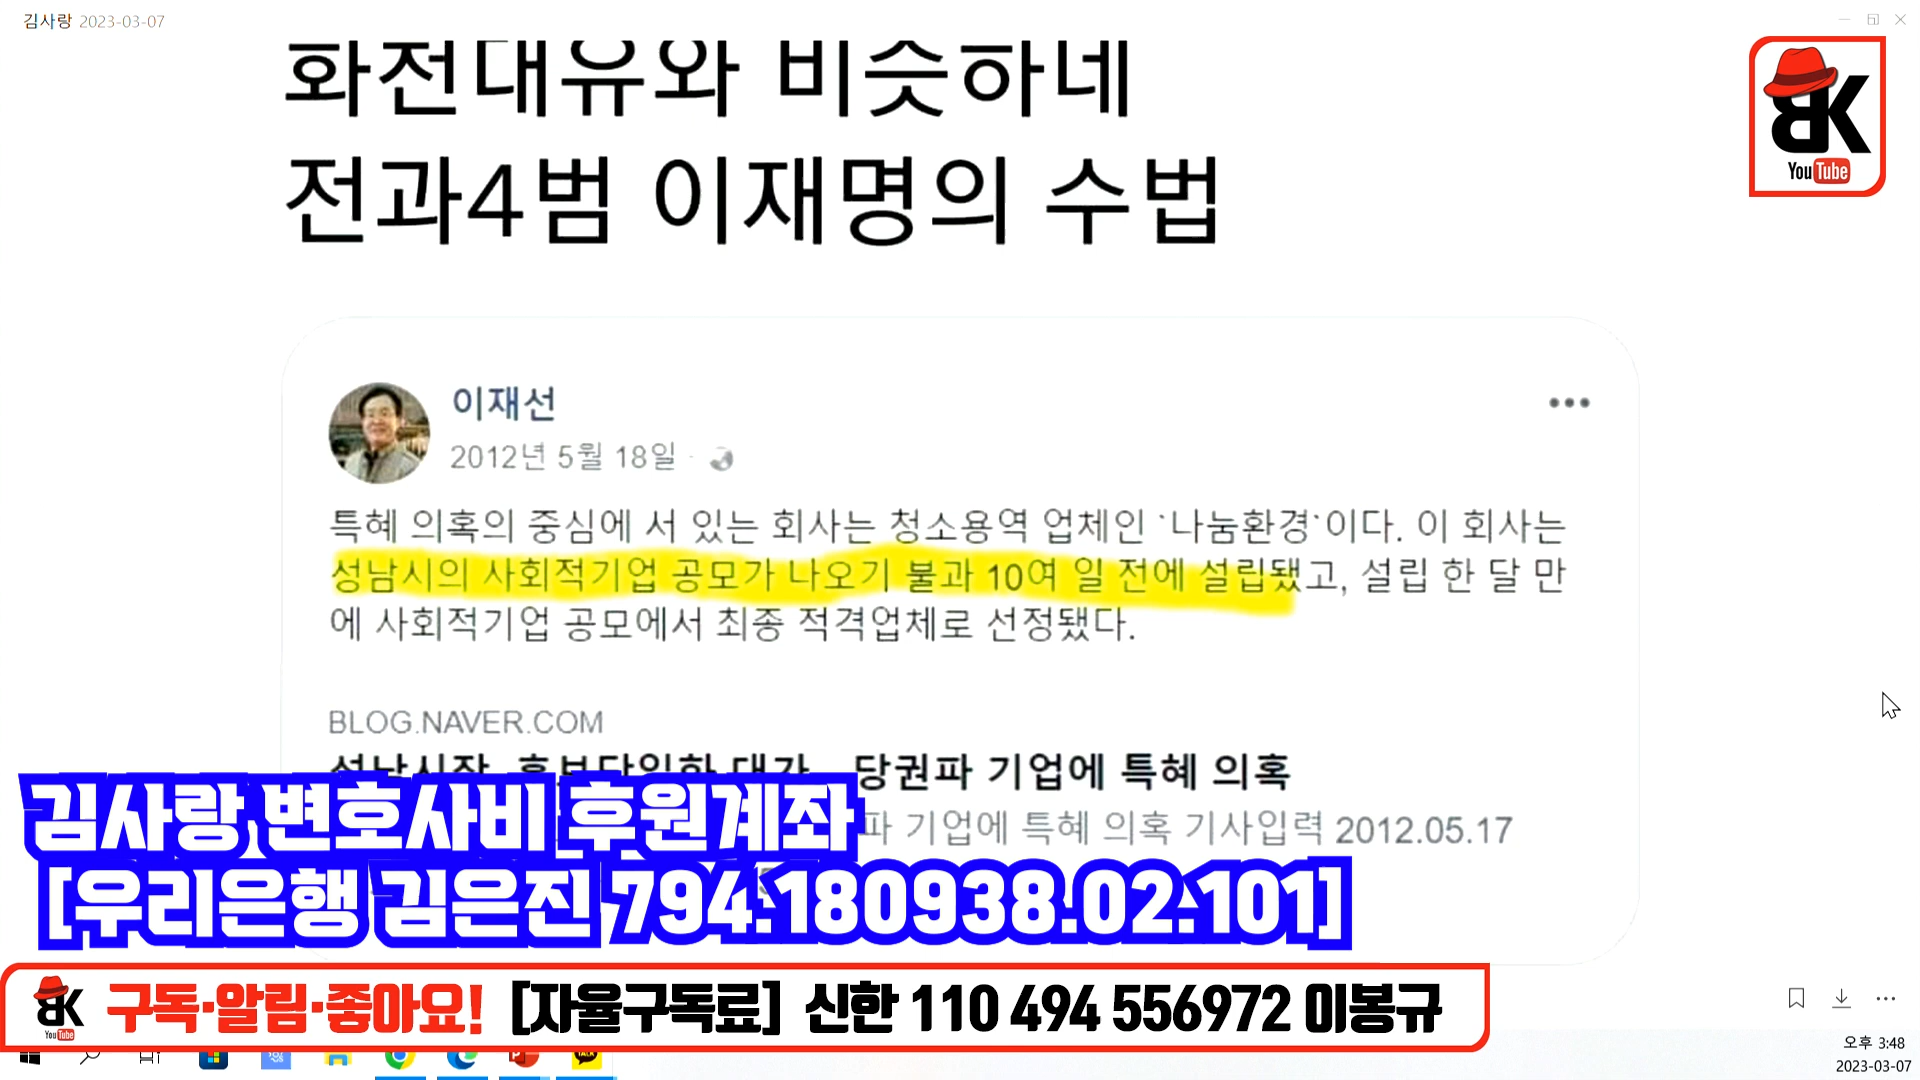 김사랑 2023-03-07
화전대유와 비슷하네
전과4범 이재명의 수법
BK
YouTube
이재선
2012년 5월 18일 ·
특혜 의혹의 중심에 서 있는 회사는 청소용역 업체인 `나눔환경`이다. 이 회사는
성남시의 사회적기업 공모가 나오기 불과 10여 일 전에 설립됐고, 설립 한 달 만
에 사회적기업 공모에서 최종 적격업체로 선정됐다.
BLOG.NAVER.COM
당권파 기업에 특혜 의혹
파 기업에 특혜 의혹 기사입력 2012.05.17
김사랑 변호사비 후원계좌
[우리은행 김은진 794.180938.02.101]
BK YouTube 구독·알림·좋아요! [자율구독료] 신한 110 494 556972 이봉규
오후 3:48
2023-03-07